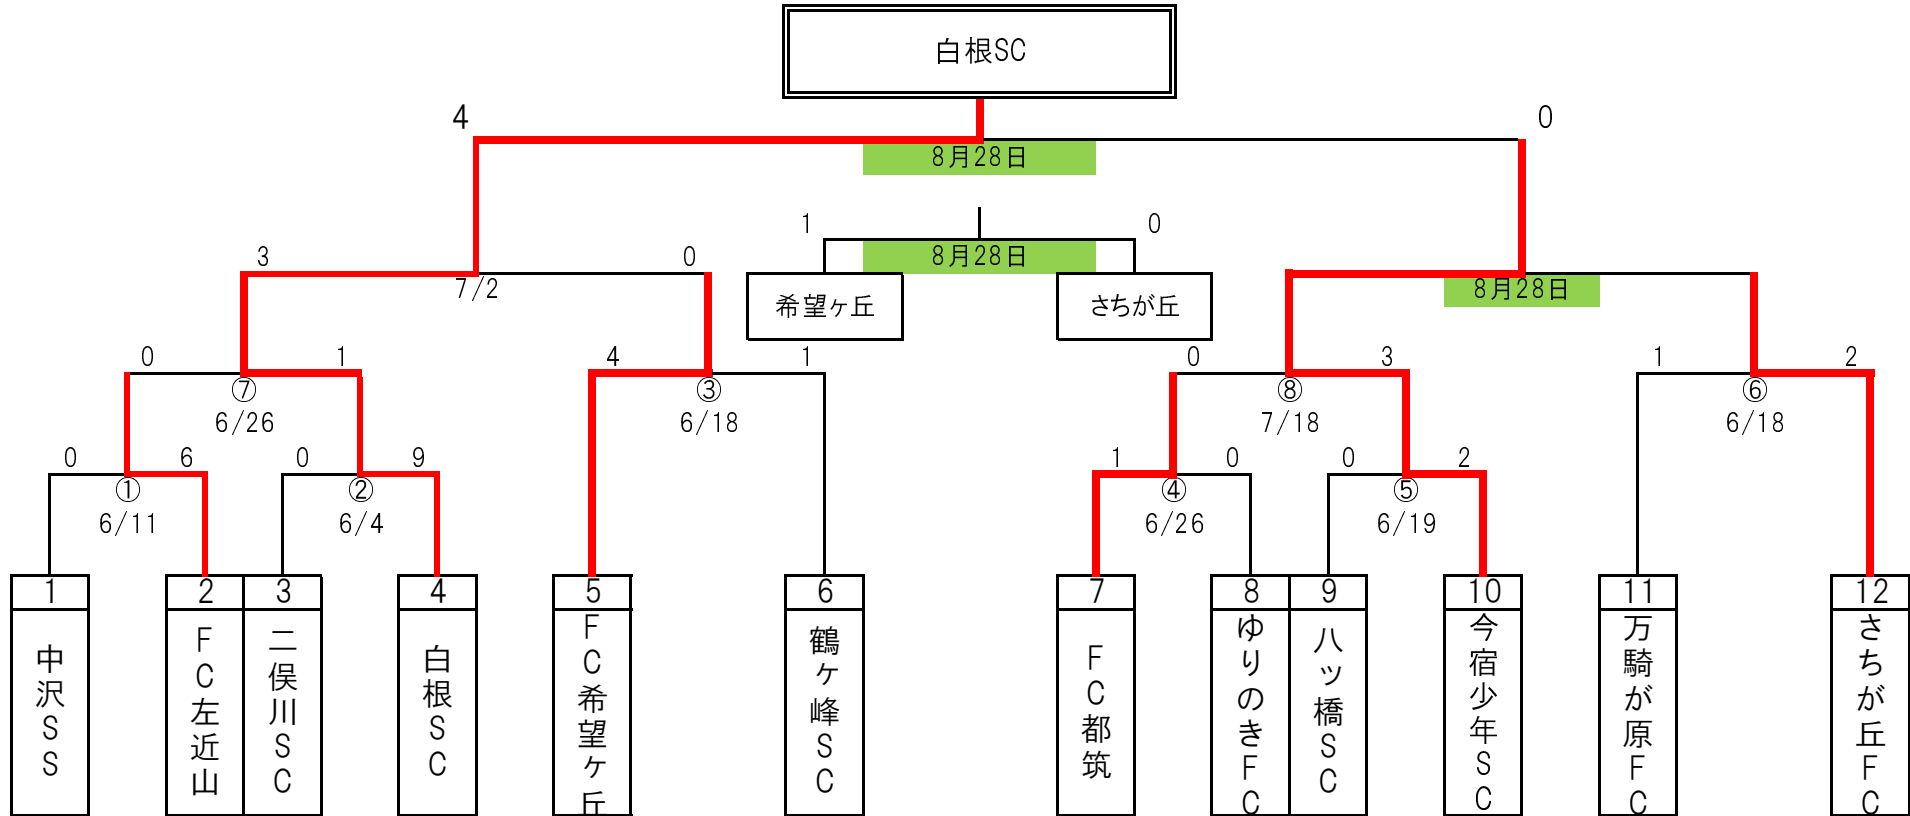 白根SC
4
0
8月28日
1
0
3
0
8月28日
7/2
8月28日
希望ヶ丘
さちが丘
0
1
4
1
0
3
1
2
⑦
③
⑧
⑥
6/26
6/18
7/18
6/18
0
6
0
9
1
0
0
2
①
②
④
⑤
6/11
6/4
6/26
6/19
1
2
3
4
5
6
7
8
9
10
11
12
中沢SS
FC左近山
二俣川SC
白根SC
FC希望ヶ丘
鶴ヶ峰SC
FC都筑
ゆりのきFC
八ッ橋SC
今宿少年SC
万騎が原FC
さちが丘FC